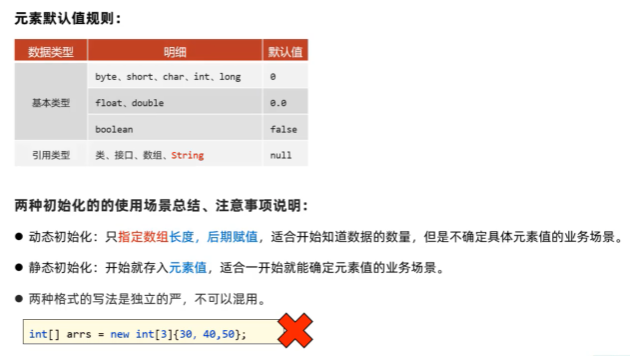 元素默认值规则：
数据类型 明细 默认值
基本类型 byte、short、char、int、long 0
float、double 0.0
boolean false
引用类型 类、接口、数组、String null
两种初始化的的使用场景总结、注意事项说明：
● 动态初始化：只指定数组长度，后期赋值，适合开始知道数据的数量，但是不确定具体元素值的业务场景。
● 静态初始化：开始就存入元素值，适合一开始就能确定元素值的业务场景。
● 两种格式的写法是独立的严，不可以混用。
int[] arrs = new int[3]{30, 40,50};